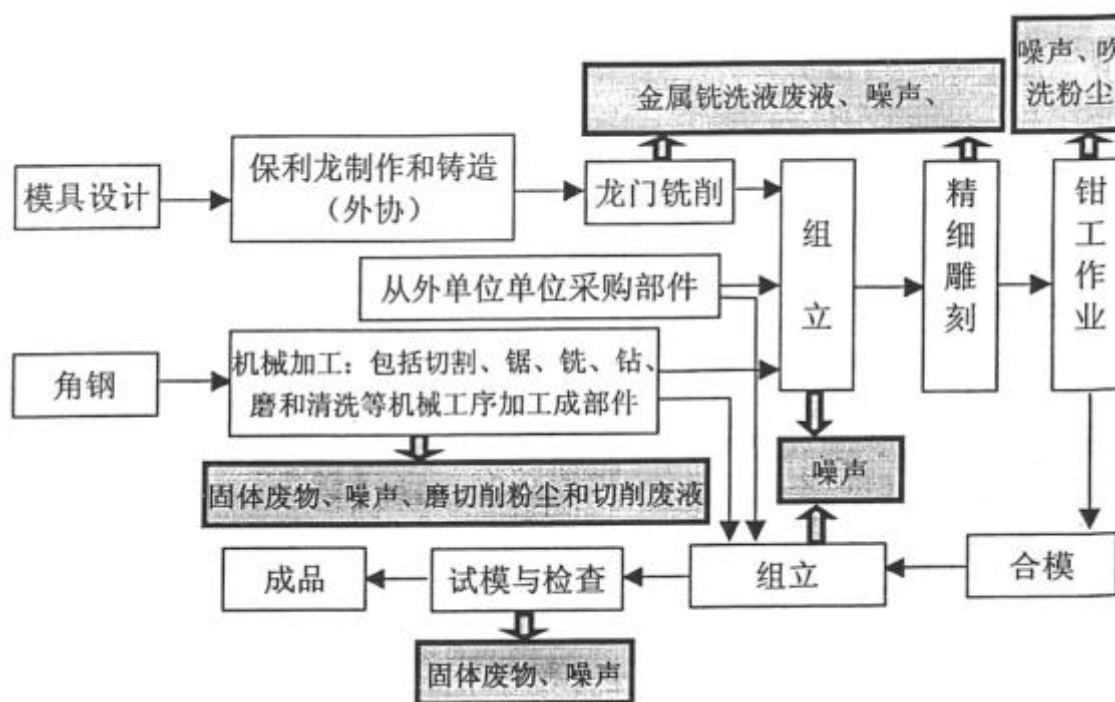 噪声、吹
洗粉尘
金属铣洗液废液、噪声、
模具设计
保利龙制作和铸造
（外协）
龙门铣削
组立
精细雕刻
钳工作业
从外单位单位采购部件
角钢
机械加工：包括切割、锯、铣、钻、
磨和清洗等机械工序加工成部件
固体废物、噪声、磨切削粉尘和切削废液
噪声
成品
试模与检查
组立
合模
固体废物、噪声